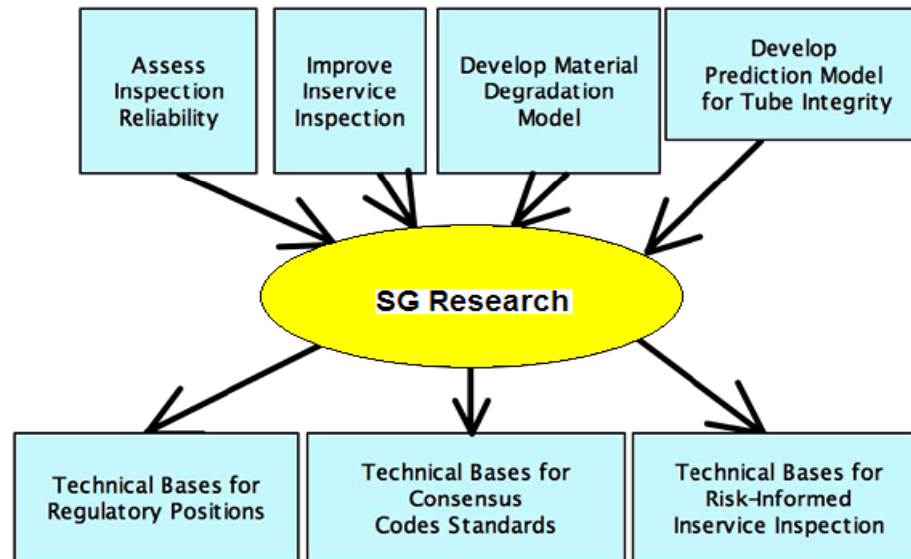 Assess
Inspection
Reliability
Improve
Inservice
Inspection
Develop Material
Degradation
Model
Develop
Prediction Model
for Tube Integrity
SG Research
Technical Bases for
Regulatory Positions
Technical Bases for
Consensus
Codes Standards
Technical Bases for
Risk-Informed
Inservice Inspection